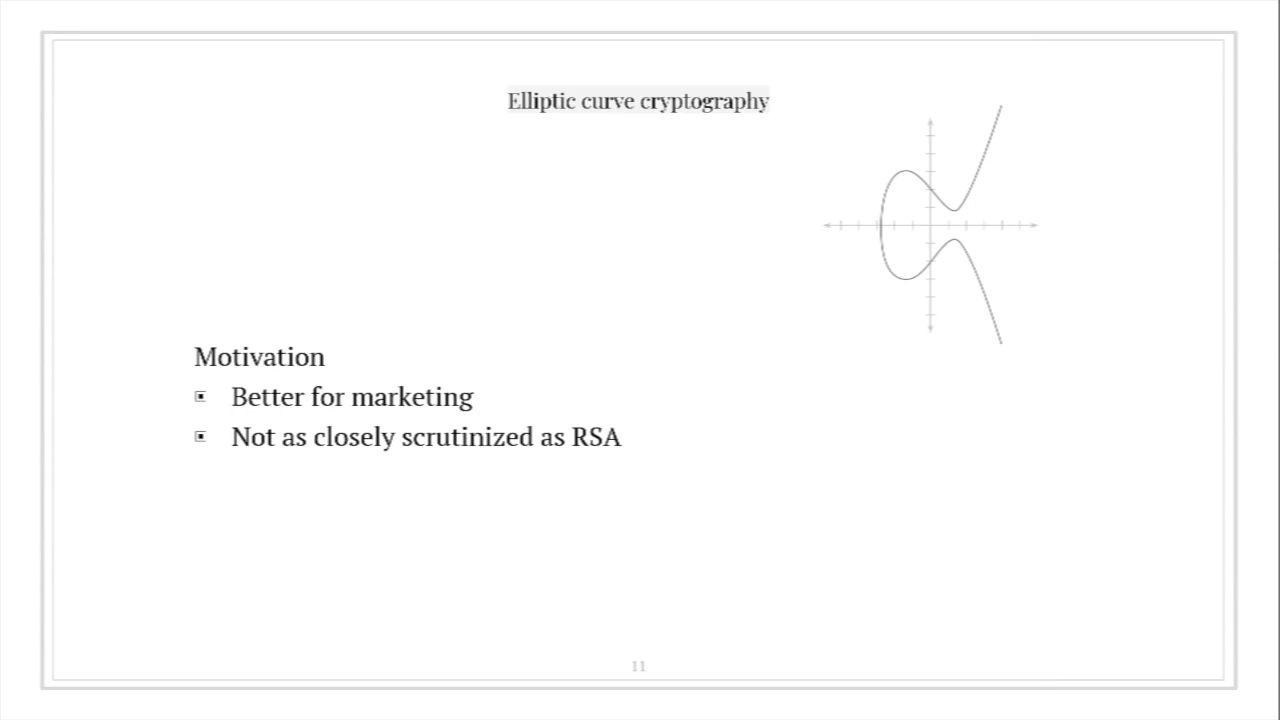 Elliptic curve cryptography
Motivation
Better for marketing
Not as closely scrutinized as RSA
11